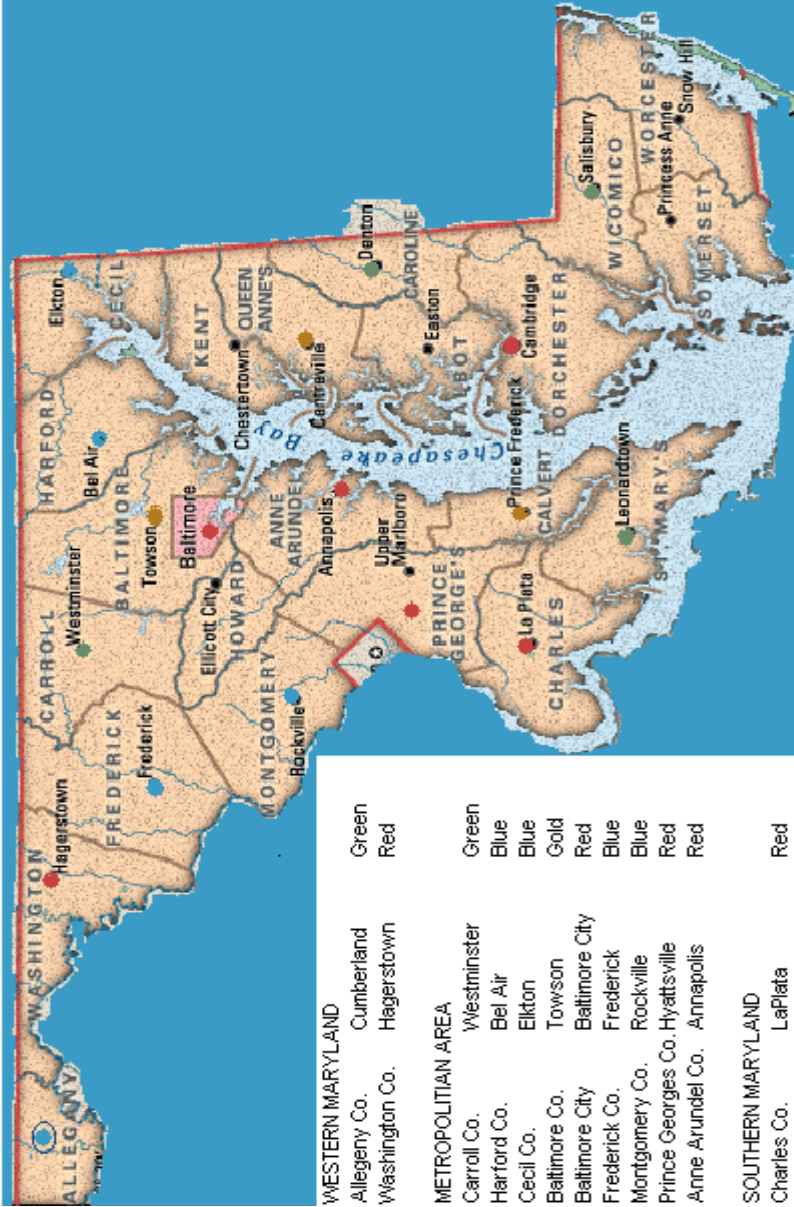 ALLEGANY
WASHINGTON
Hagerstown
FREDERICK
Frederick
CARROLL
Westminster
BALTIMORE
Towson
HARFORD
Bel Air
CECIL
Elkton
Baltimore
HOWARD
Ellicott City
MONTGOMERY
Rockville
ANNE
ARUNDEL
Annapolis
KENT
Chestertown
QUEEN
ANNE'S
Centreville
Bay
Chesapeake
Denton
CAROLINE
Easton
TALBOT
Cambridge
DORCHESTER
Upper
Marlboro
PRINCE
GEORGE'S
Prince Frederick
CALVERT
La Plata
CHARLES
Leonardtown
ST. MARY'S
Salisbury
WICOMICO
WORCESTER
Snow Hill
Princess Anne
SOMERSET
WESTERN MARYLAND
Allegeny Co. Cumberland Green
Washington Co. Hagerstown Red
METROPOLITIAN AREA
Carroll Co. Westminster Green
Harford Co. Bel Air Blue
Cecil Co. Elkton Blue
Baltimore Co. Towson Gold
Baltimore City Baltimore City Red
Frederick Co. Frederick Blue
Montgomery Co. Rockville Blue
Prince Georges Co. Hyattsville Red
Anne Arundel Co. Annapolis Red
SOUTHERN MARYLAND
Charles Co. LaPlata Red